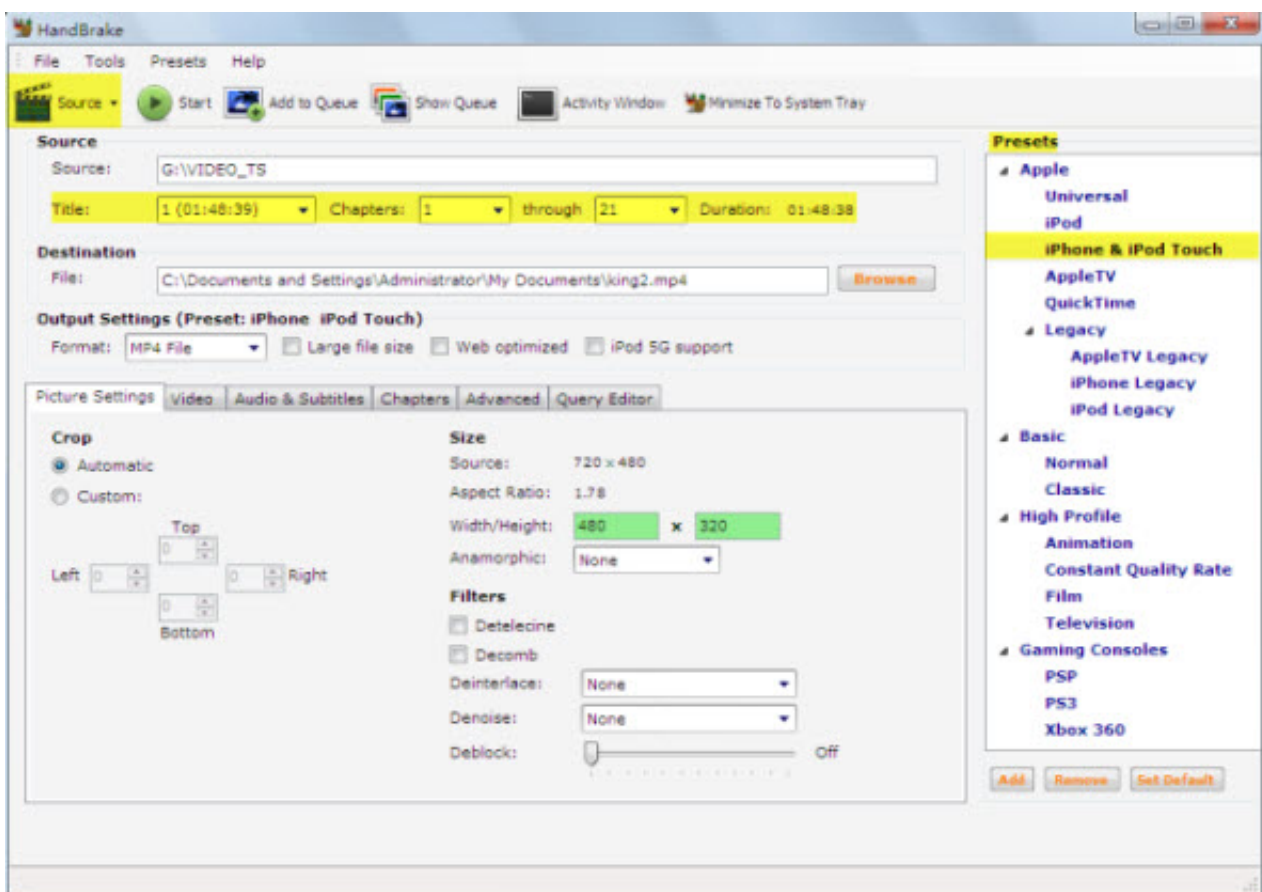 HandBrake
File Tools Presets Help
Source Start Add to Queue Show Queue Activity Window Minimize To System Tray
Source
Source: G:\VIDEO_TS
Title: 1 (01:48:39) Chapters: 1 through 21 Duration: 01:48:38
Destination
File: C:\Documents and Settings\Administrator\My Documents\king2.mp4 Browse
Output Settings (Preset: iPhone iPod Touch)
Format: MP4 File Large file size Web optimized iPod 5G support
Picture Settings Video Audio & Subtitles Chapters Advanced Query Editor
Crop
Automatic
Custom:
Top
0
Left 0 0 Right
0
Bottom
Size
Source: 720 x 480
Aspect Ratio: 1.78
Width/Height: 480 x 320
Anamorphic: None
Filters
Detelecine
Decomb
Deinterlace: None
Denoise: None
Deblock: Off
Presets
Apple
Universal
iPod
iPhone & iPod Touch
AppleTV
QuickTime
Legacy
AppleTV Legacy
iPhone Legacy
iPod Legacy
Basic
Normal
Classic
High Profile
Animation
Constant Quality Rate
Film
Television
Gaming Consoles
PSP
PS3
Xbox 360
Add Remove Set Default